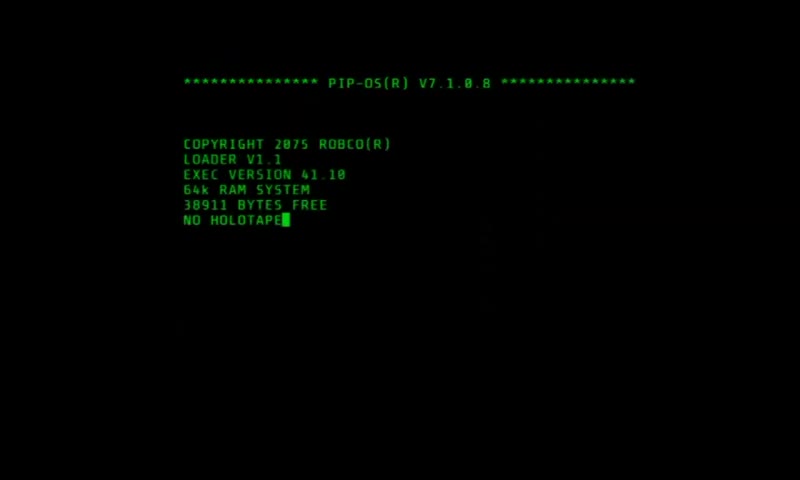 *************** PIP-OS(R) V7.1.0.8 ***************
COPYRIGHT 2075 ROBCO(R)
LOADER V1.1
EXEC VERSION 41.10
64k RAM SYSTEM
38911 BYTES FREE
NO HOLOTAPE